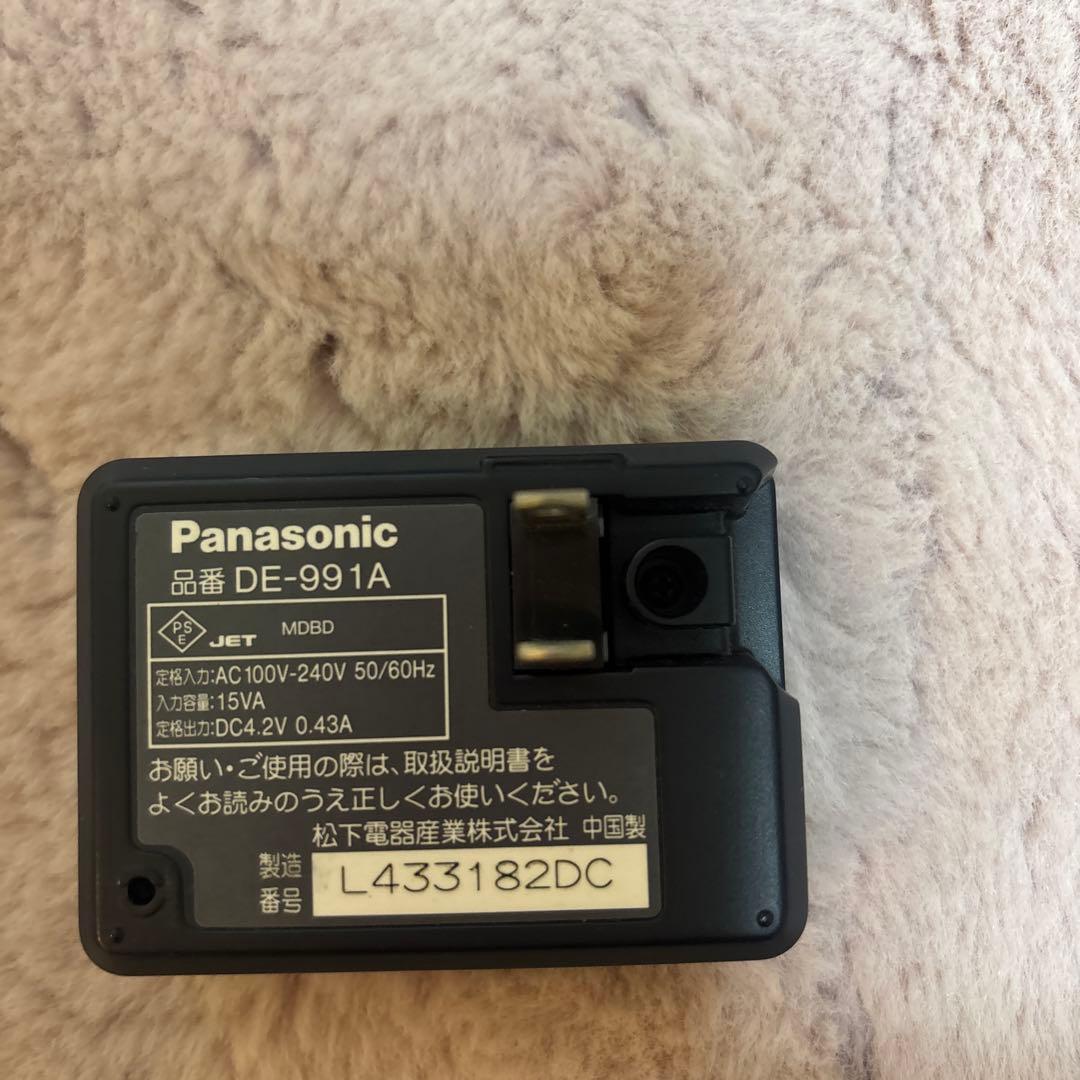 Panasonic
品番 DE-991A
PS
E
JET MDBD
定格入力:AC100V-240V 50/60Hz
入力容量:15VA
定格出力:DC4.2V 0.43A
お願い・ご使用の際は、取扱説明書を
よくお読みのうえ正しくお使いください。
松下電器産業株式会社 中国製
製造
番号 L433182DC